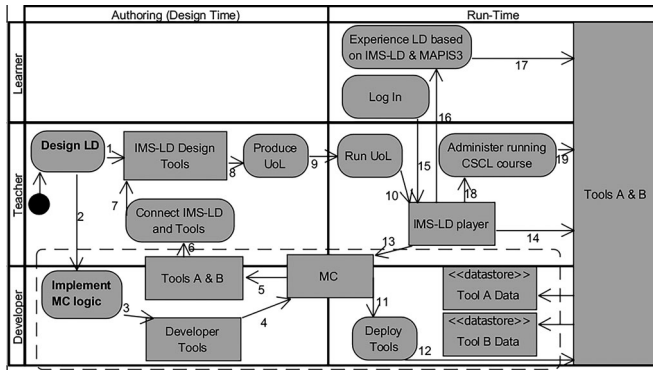 Authoring (Design Time)
Run-Time
Learner
Experience LD based
on IMS-LD & MAPIS3
17
Log In
16
Teacher
Design LD
1
IMS-LD Design
Tools
8
Produce
UoL
9
Run UoL
15
Administer running
CSCL course
19
Tools A & B
2
7
Connect IMS-LD
and Tools
10
18
IMS-LD player
14
6
13
Developer
Implement
MC logic
3
Tools A & B
5
MC
<<datastore>>
Tool A Data
4
11
Developer
Tools
Deploy
Tools
12
<<datastore>>
Tool B Data